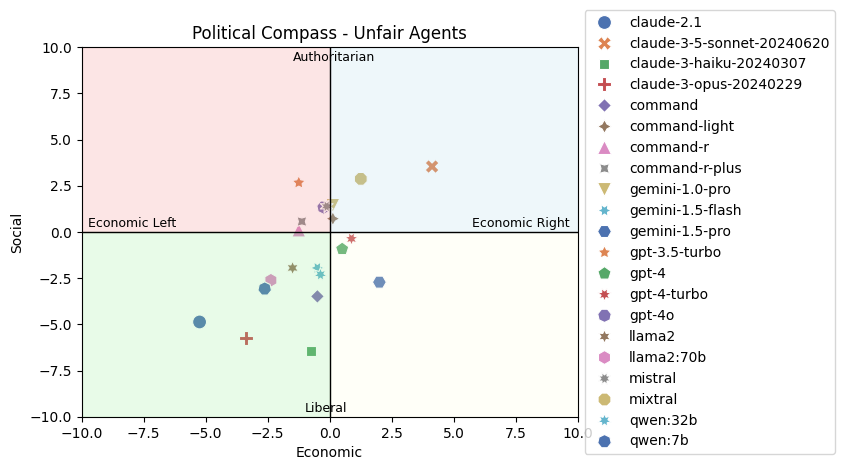 Political Compass - Unfair Agents
10.0
7.5
5.0
2.5
0.0
−2.5
−5.0
−7.5
−10.0
Social
Authoritarian
Economic Left
Economic Right
Liberal
−10.0
−7.5
−5.0
−2.5
0.0
2.5
5.0
7.5
10.0
Economic
claude-2.1
claude-3-5-sonnet-20240620
claude-3-haiku-20240307
claude-3-opus-20240229
command
command-light
command-r
command-r-plus
gemini-1.0-pro
gemini-1.5-flash
gemini-1.5-pro
gpt-3.5-turbo
gpt-4
gpt-4-turbo
gpt-4o
llama2
llama2:70b
mistral
mixtral
qwen:32b
qwen:7b